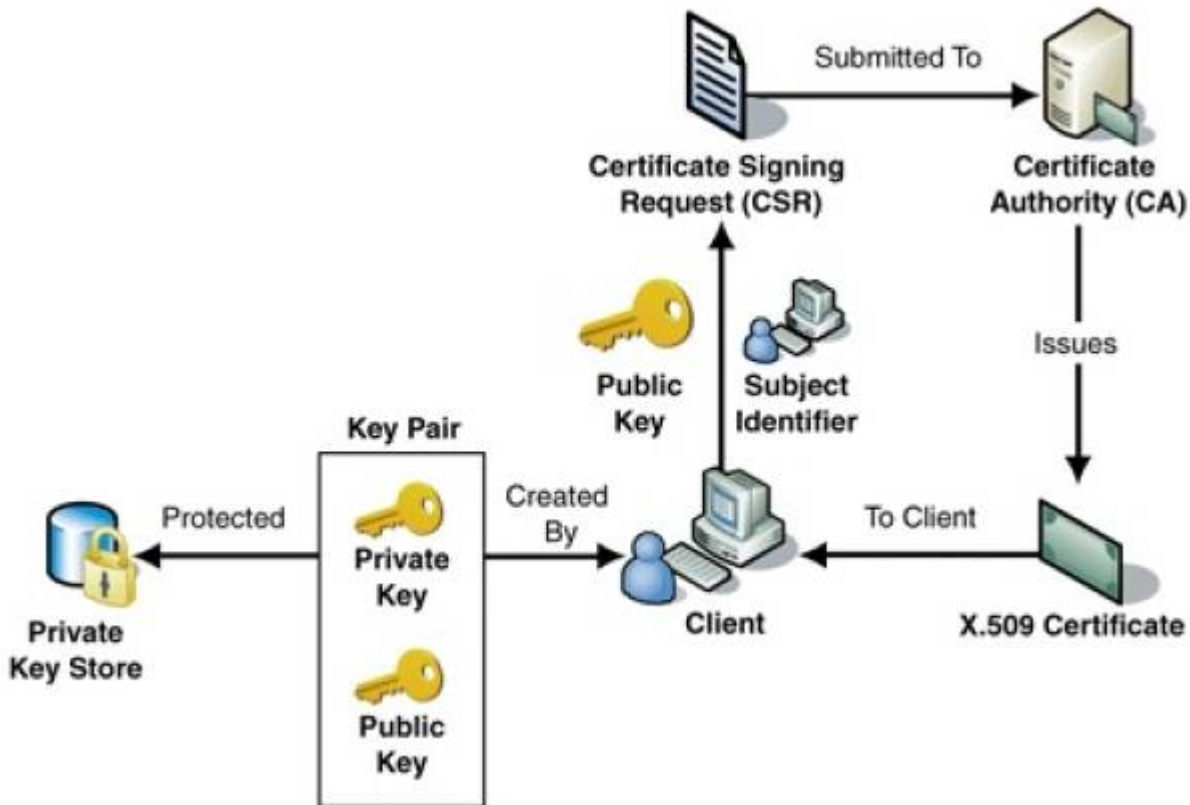 Submitted To
Certificate Signing
Request (CSR)
Certificate
Authority (CA)
Public
Key
Subject
Identifier
Issues
Key Pair
Protected
Private
Key
Created
By
To Client
Private
Key Store
Client
X.509 Certificate
Public
Key